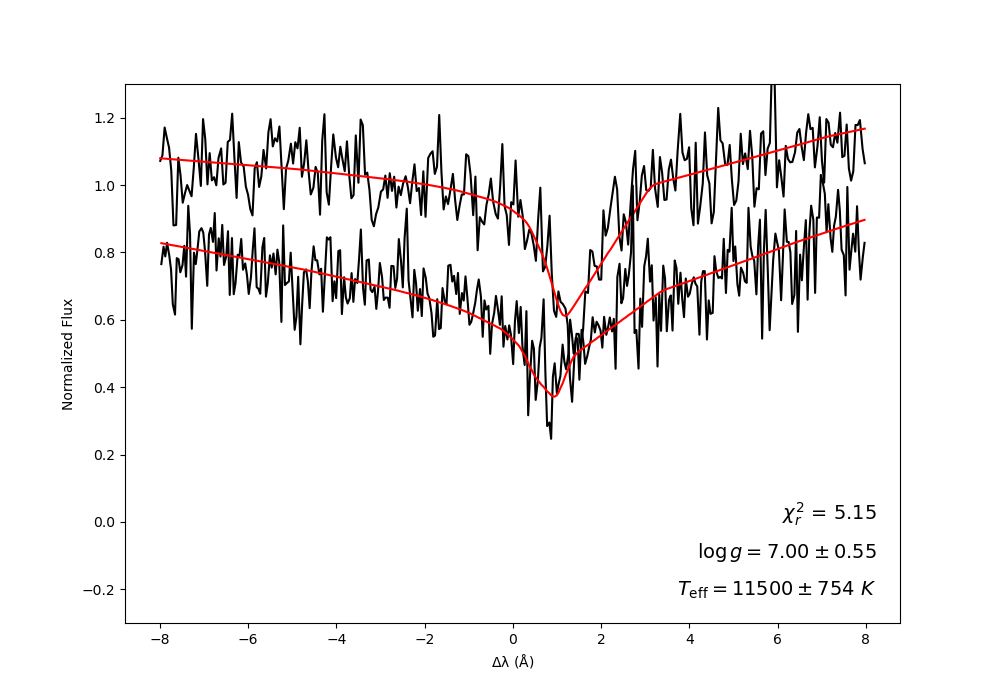 1.2
1.0
0.8
0.6
0.4
0.2
0.0
−0.2
Normalized Flux
χ²ᵣ = 5.15
log g = 7.00 ± 0.55
T_eff = 11500 ± 754 K
−8 −6 −4 −2 0 2 4 6 8
Δλ (Å)